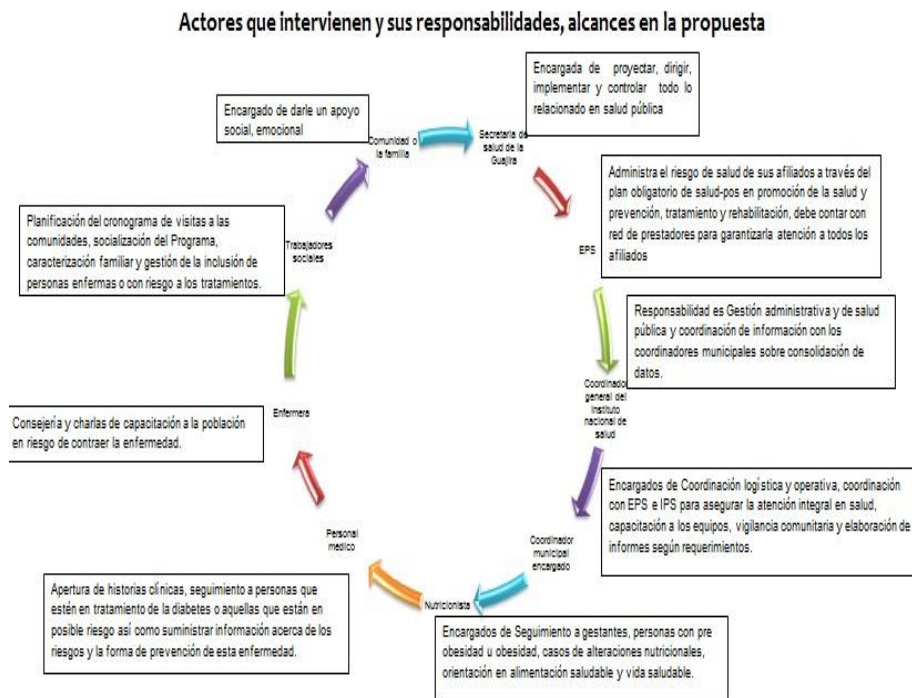 Actores que intervienen y sus responsabilidades, alcances en la propuesta
Encargada de proyectar, dirigir,
implementar y controlar todo lo
relacionado en salud pública
Secretaria de
salud de la
Guajira
Administra el riesgo de salud de sus afiliados a través del
plan obligatorio de salud-pos en promoción de la salud y
prevención, tratamiento y rehabilitación, debe contar con
red de prestadores para garantizarla atención a todos los
afiliados
EPS
Responsabilidad es Gestión administrativa y de salud
pública y coordinación de información con los
coordinadores municipales sobre consolidación de
datos.
Coordinador
general del
instituto
nacional de
salud
Encargados de Coordinación logística y operativa, coordinación
con EPS e IPS para asegurar la atención integral en salud,
capacitación a los equipos, vigilancia comunitaria y elaboración de
informes según requerimientos.
Coordinador
municipal
encargado
Encargados de Seguimiento a gestantes, personas con pre
obesidad u obesidad, casos de alteraciones nutricionales,
orientación en alimentación saludable y vida saludable.
Nutricionista
Apertura de historias clínicas, seguimiento a personas que
estén en tratamiento de la diabetes o aquellas que están en
posible riesgo así como suministrar información acerca de los
riesgos y la forma de prevención de esta enfermedad.
Personal
medico
Consejería y charlas de capacitación a la población
en riesgo de contraer la enfermedad.
Enfermera
Planificación del cronograma de visitas a las
comunidades, socialización del Programa,
caracterización familiar y gestión de la inclusión de
personas enfermas o con riesgo a los tratamientos.
Trabajadores
sociales
Encargado de darle un apoyo
social, emocional
Comunidad o
la familia